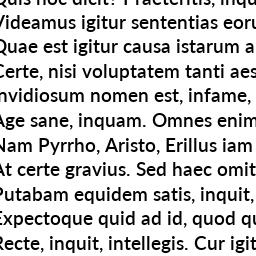 Quis hoc dicit? Praeteritis, inqu
Videamus igitur sententias eoru
Quae est igitur causa istarum a
Certe, nisi voluptatem tanti aes
nvidiosum nomen est, infame,
Age sane, inquam. Omnes enim
Nam Pyrrho, Aristo, Erillus iam
At certe gravius. Sed haec omit
Putabam equidem satis, inquit,
Expectoque quid ad id, quod qu
Recte, inquit, intellegis. Cur igit